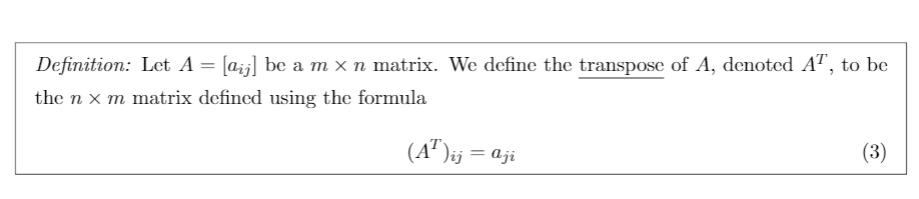 Definition: Let A = [a_{ij}] be a m × n matrix. We define the transpose of A, denoted A^T, to be
the n × m matrix defined using the formula
(A^T)_{ij} = a_{ji} (3)